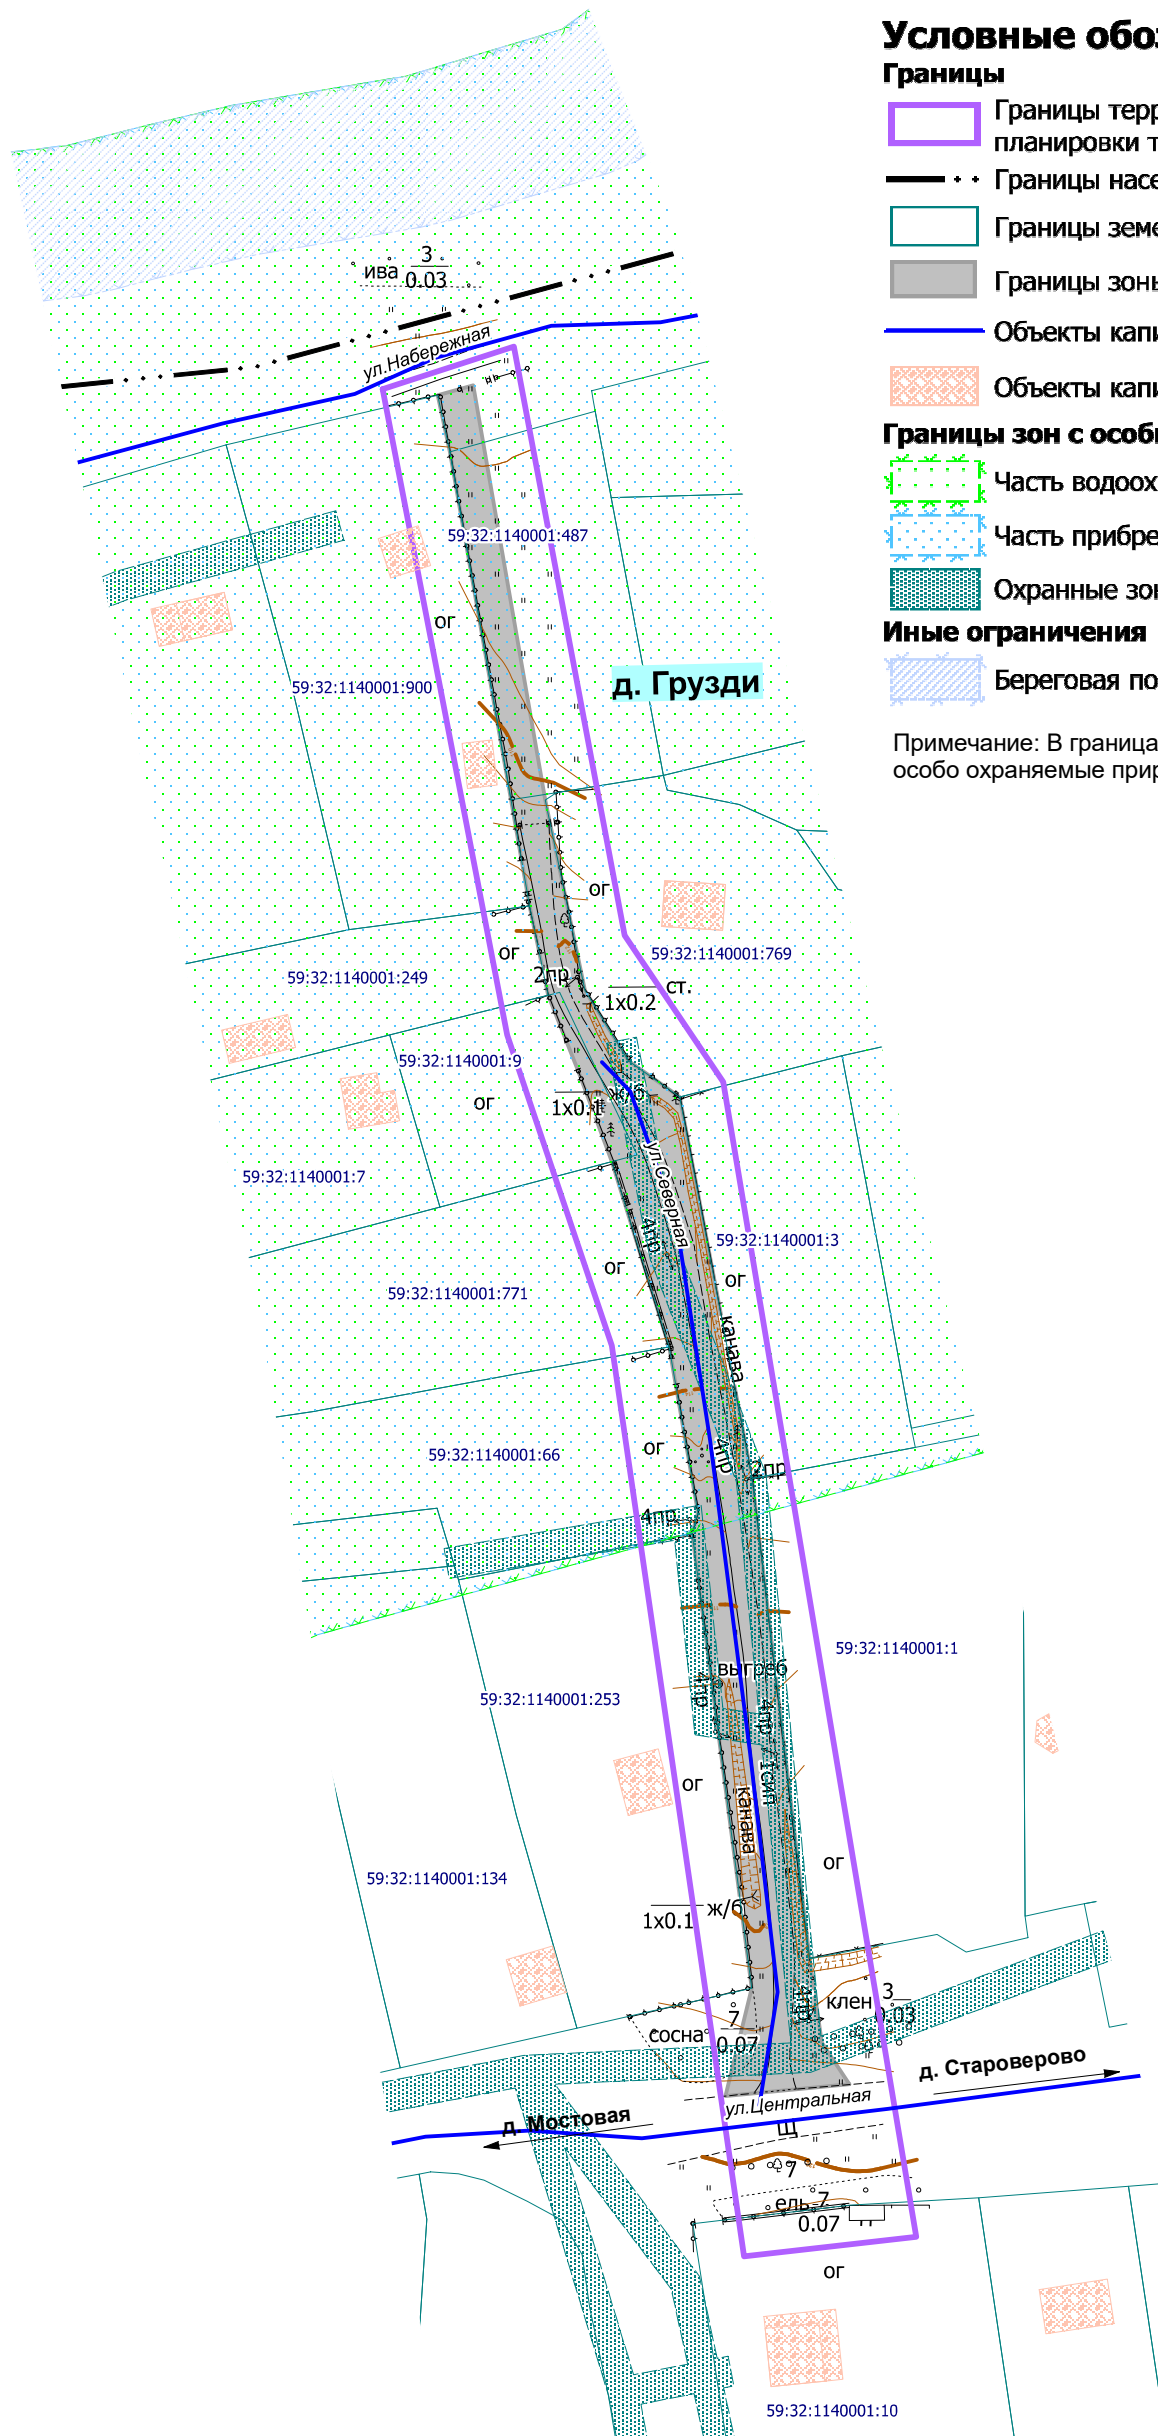 Условные обоз
Границы
Границы терр
планировки т
Границы насе
Границы земе
Границы зоны
Объекты капи
Объекты капи
Границы зон с особы
Часть водоох
Часть прибре
Охранные зон
Иные ограничения
Береговая по
Примечание: В граница
особо охраняемые прир
ива 3
0.03
ул.Набережная
59:32:1140001:487
ог
д. Грузди
59:32:1140001:900
ог
ог
59:32:1140001:769
59:32:1140001:249
2пр
ст.
1х0.2
59:32:1140001:9
ог
ж/б
1х0.1
ул.Северная
59:32:1140001:7
4пр
59:32:1140001:3
ог
ог
59:32:1140001:771
канава
ог
59:32:1140001:66
4пр
2пр
4пр
59:32:1140001:1
выгреб
4пр
59:32:1140001:253
4пр
1сип
ог
канава
ог
59:32:1140001:134
ж/б
1х0.1
4пр
клен 3
0.03
сосна 7
0.07
д. Староверово
ул.Центральная
д. Мостовая
щ
7
ель 7
0.07
ог
59:32:1140001:10